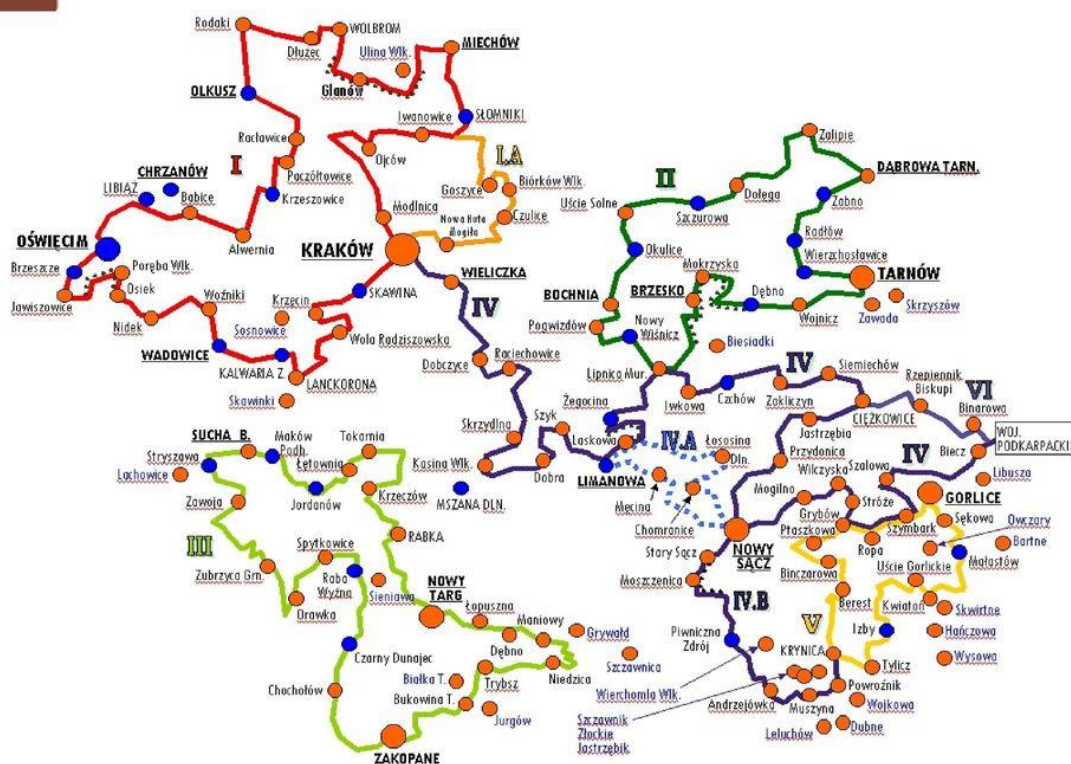 Rodaki
WOLBROM
Dłużec
Ulina Wlk.
MIECHÓW
Glanów
OLKUSZ
Iwanowice
SŁOMNIKI
Racławice
Ojców
I.A
I
Paczółtowice
CHRZANÓW
LIBIĄŻ
Babice
Krzeszowice
Goszyce
Biórków Wlk.
Modlnica
Nowa Huta
Mogiła
Czulice
OŚWIĘCIM
Alwernia
KRAKÓW
Brzeszcze
Poręba Wlk.
Osiek
Jawiszowice
Nidek
Woźniki
Krzęcin
SKAWINA
WIELICZKA
IV
Sosnowice
Wola Radziszowska
WADOWICE
KALWARIA Z.
LANCKORONA
Skawinki
Dobczyce
Raciechowice
Zalipie
II
DĄBROWA TARN.
Dołęga
Uście Solne
Szczurowa
Żabno
Radłów
Okulice
Wierzchosławice
Mokrzyska
TARNÓW
BOCHNIA
BRZESKO
Dębno
Skrzyszów
Zawada
Wojnicz
Pogwizdów
Nowy
Wiśnicz
Biesiadki
Lipnica Mur.
IV
Siemiechów
Rzepiennik
Biskupi
VI
Iwkowa
Czchów
Zakliczyn
CIĘŻKOWICE
Binarowa
WOJ.
PODKARPACKIE
Żegocina
Szyk
Laskowa
IV.A
Łososina
Dln.
Jastrzębia
Przydonica
Wilczyska
Szalowa
IV
Biecz
Libusza
Skrzydlna
Kasina Wlk.
Dobra
LIMANOWA
Męcina
Chomranice
MSZANA DLN.
Mogilno
Grybów
Stróże
GORLICE
Szymbark
Sękowa
Owczary
Bartne
SUCHA B.
Maków
Podh.
Tokarnia
Stryszawa
Lachowice
Łętownia
Zawoja
Jordanów
Krzeczów
III
RABKA
Spytkowice
Zubrzyca Grn.
Raba
Wyżna
Sieniawa
Orawka
NOWY
TARG
Łopuszna
Maniowy
Dębno
Grywałd
Szczawnica
Niedzica
Czarny Dunajec
Białka T.
Trybsz
Bukowina T.
Jurgów
Chochołów
ZAKOPANE
NOWY
SĄCZ
Ptaszkowa
Ropa
Stary Sącz
Moszczenica
Binczarowa
Uście Gorlickie
Małastów
IV.B
Berest
Kwiatoń
Skwirtne
V
Izby
Hańczowa
Piwniczna
Zdrój
KRYNICA
Wysowa
Tylicz
Wierchomla Wlk.
Powroźnik
Andrzejówka
Muszyna
Wojkowa
Szczawnik
Złockie
Jastrzębik
Leluchów
Dubne